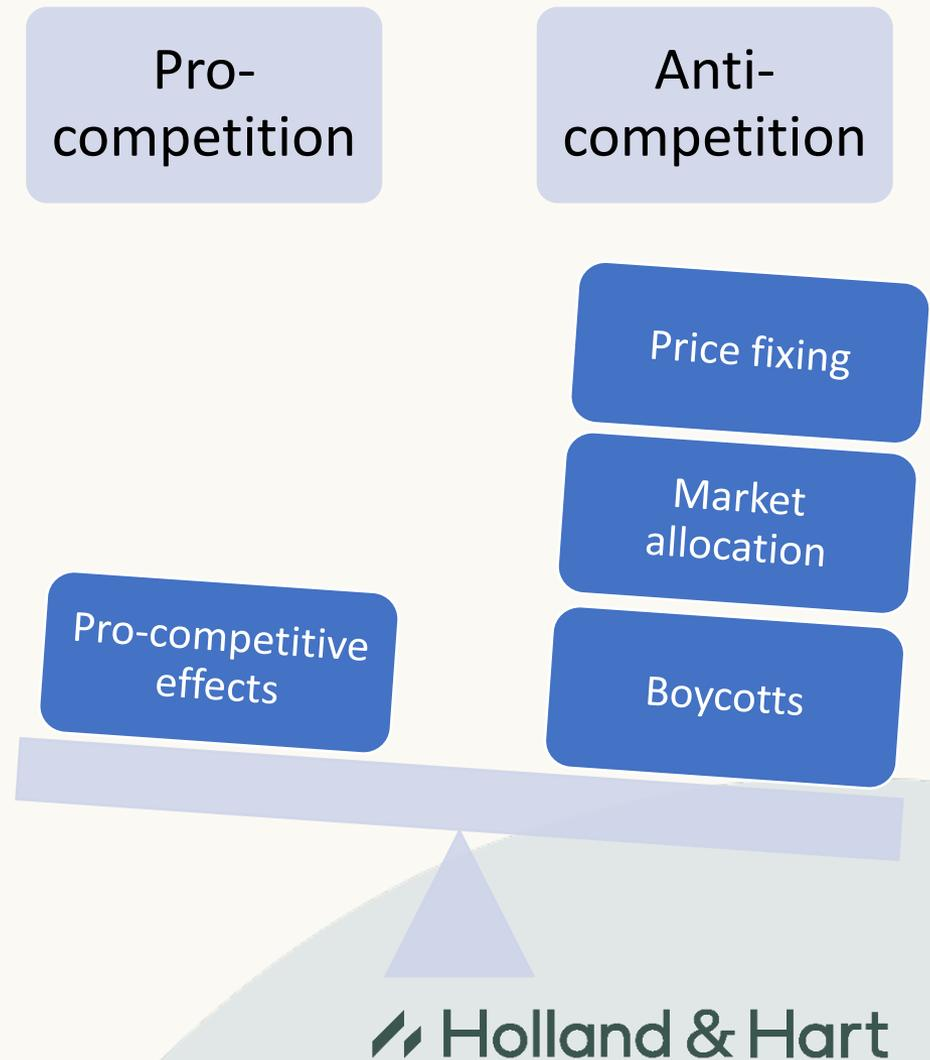 Pro-
competition
Anti-
competition
Price fixing
Market
allocation
Pro-competitive
effects
Boycotts
Holland & Hart